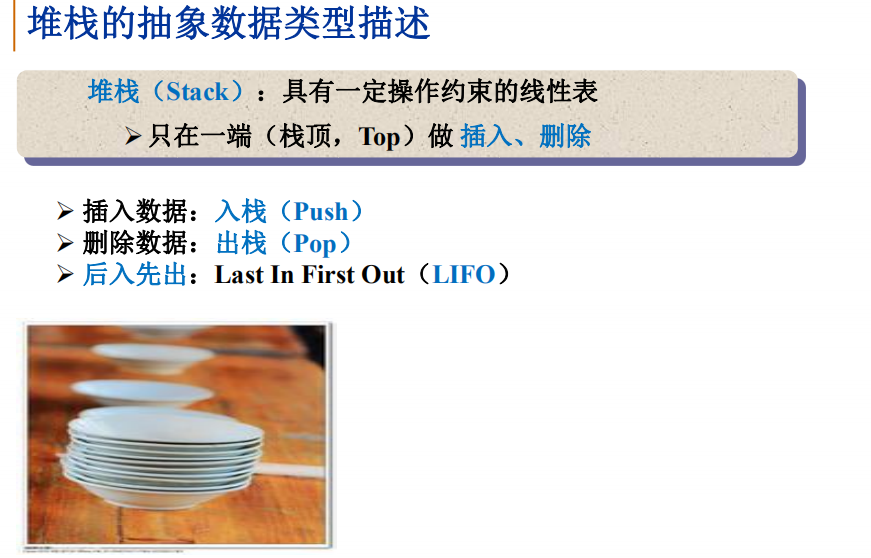 堆栈的抽象数据类型描述
堆栈（Stack）：具有一定操作约束的线性表
➢只在一端（栈顶，Top）做 插入、删除
➢ 插入数据：入栈（Push）
➢ 删除数据：出栈（Pop）
➢ 后入先出：Last In First Out（LIFO）